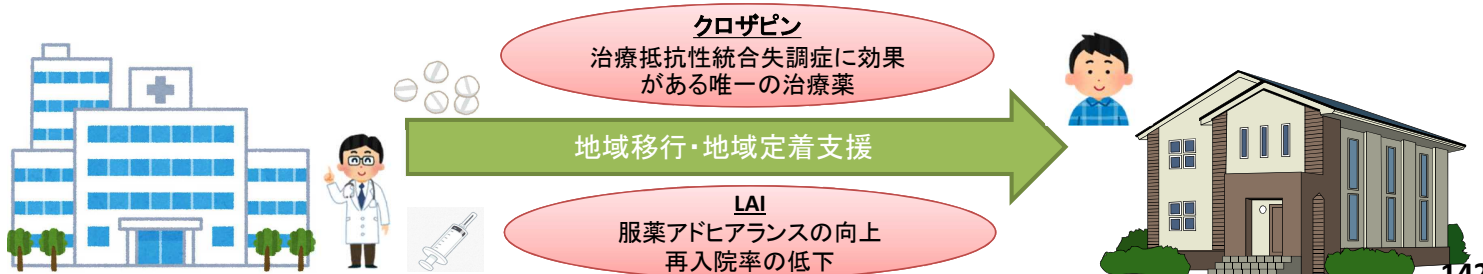 クロザピン
治療抵抗性統合失調症に効果
がある唯一の治療薬
地域移行・地域定着支援
LAI
服薬アドヒアランスの向上
再入院率の低下